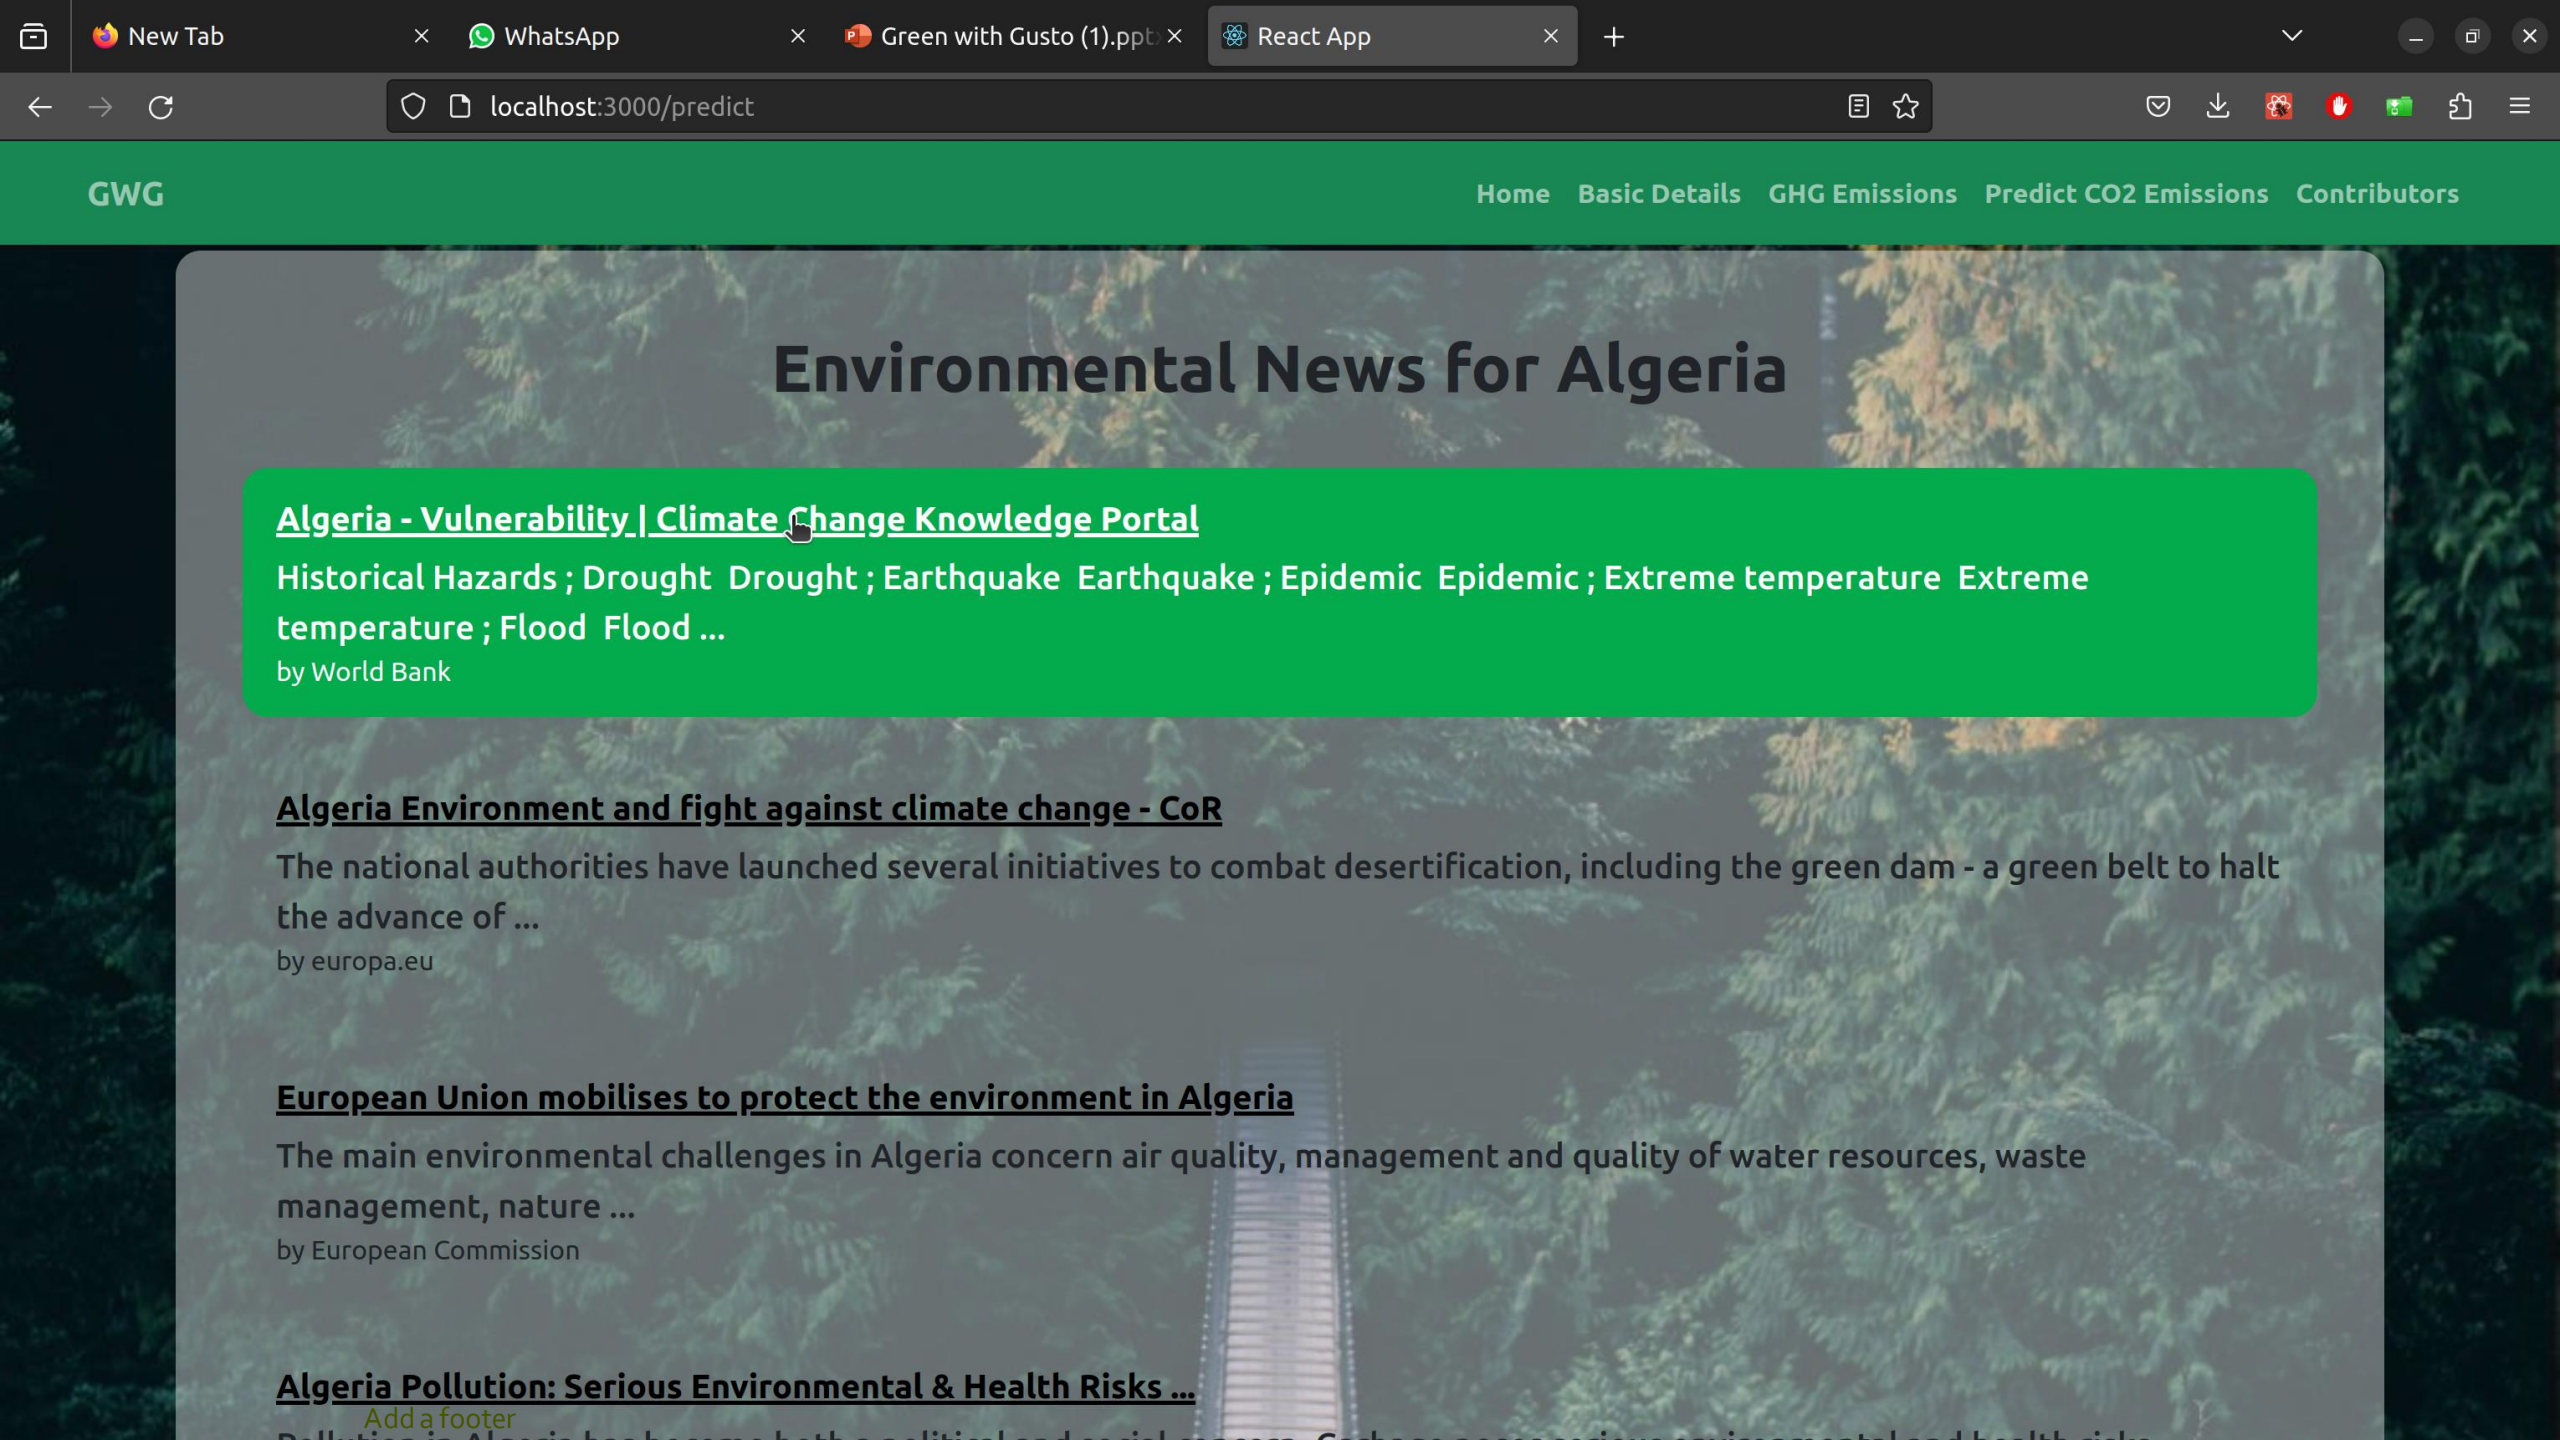 New Tab
WhatsApp
Green with Gusto (1).ppt
React App
localhost:3000/predict
GWG
Home
Basic Details
GHG Emissions
Predict CO2 Emissions
Contributors
Environmental News for Algeria
Algeria - Vulnerability | Climate Change Knowledge Portal
Historical Hazards ; Drought Drought ; Earthquake Earthquake ; Epidemic Epidemic ; Extreme temperature Extreme
temperature ; Flood Flood ...
by World Bank
Algeria Environment and fight against climate change - CoR
The national authorities have launched several initiatives to combat desertification, including the green dam - a green belt to halt
the advance of ...
by europa.eu
European Union mobilises to protect the environment in Algeria
The main environmental challenges in Algeria concern air quality, management and quality of water resources, waste
management, nature ...
by European Commission
Algeria Pollution: Serious Environmental & Health Risks ...
Add a footer